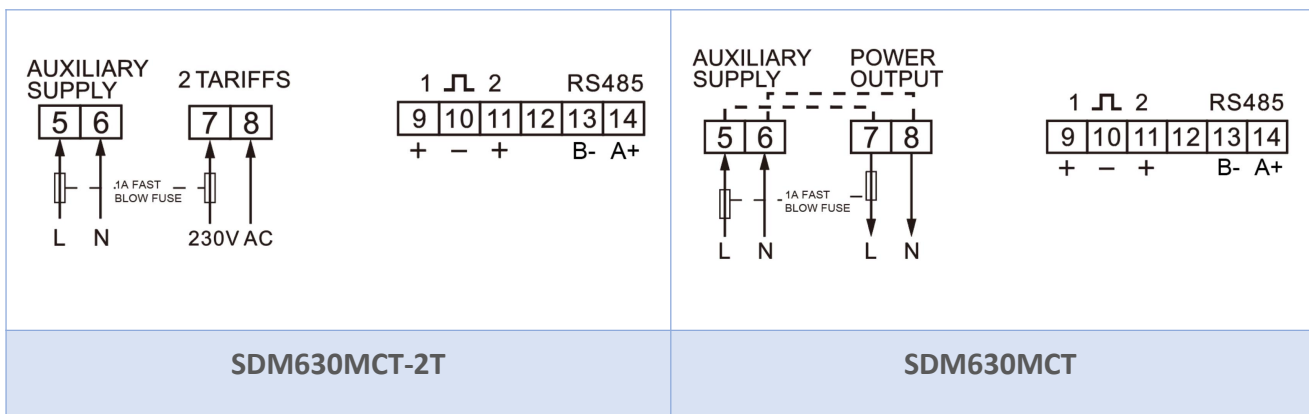 AUXILIARY
SUPPLY
2 TARIFFS
5 6
7 8
1 2
RS485
9 10 11 12 13 14
+ – +
B- A+
1A FAST
BLOW FUSE
L N
230V AC
SDM630MCT-2T
AUXILIARY
SUPPLY
POWER
OUTPUT
5 6
7 8
1 2
RS485
9 10 11 12 13 14
+ – +
B- A+
1A FAST
BLOW FUSE
L N
L N
SDM630MCT